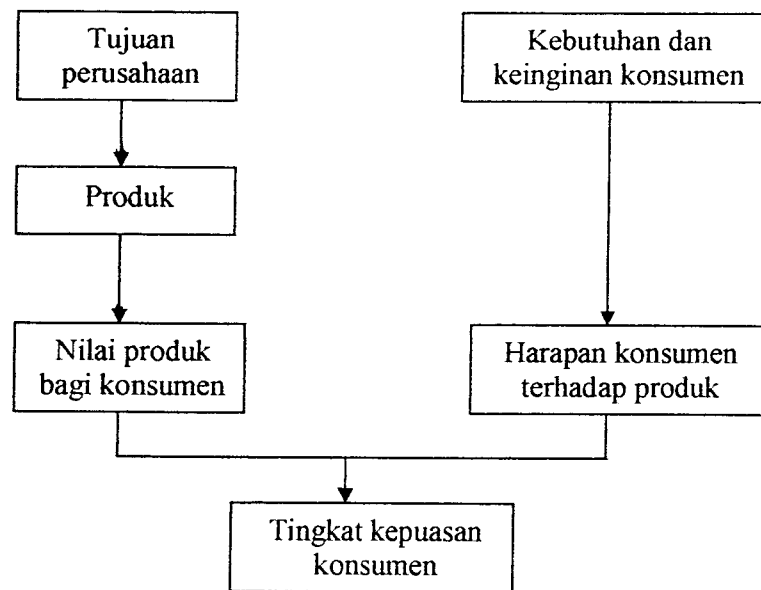 Tujuan
perusahaan
Kebutuhan dan
keinginan konsumen
Produk
Nilai produk
bagi konsumen
Harapan konsumen
terhadap produk
Tingkat kepuasan
konsumen